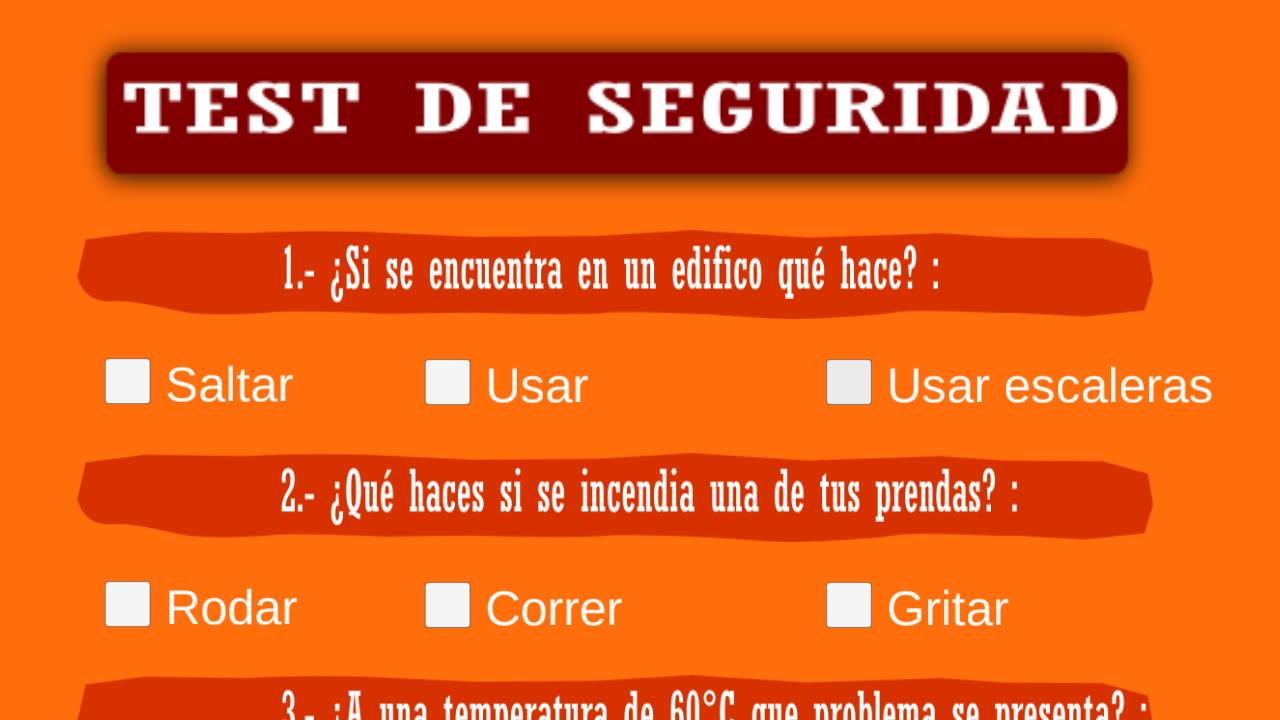 TEST DE SEGURIDAD
1.- ¿Si se encuentra en un edifico qué hace? :
Saltar Usar Usar escaleras
2.- ¿Qué haces si se incendia una de tus prendas? :
Rodar Correr Gritar
3.- ¿A una temperatura de 60°C que problema se presenta? :